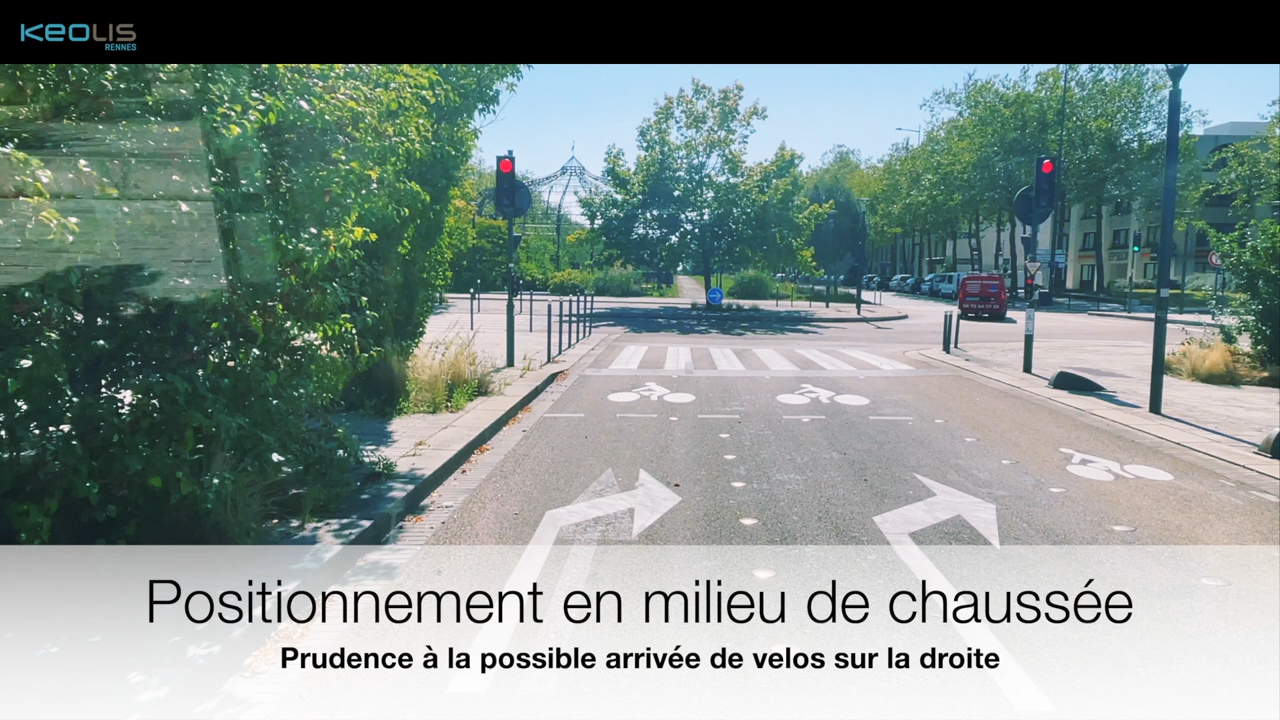 KEOLIS
RENNES
Positionnement en milieu de chaussée
Prudence à la possible arrivée de velos sur la droite